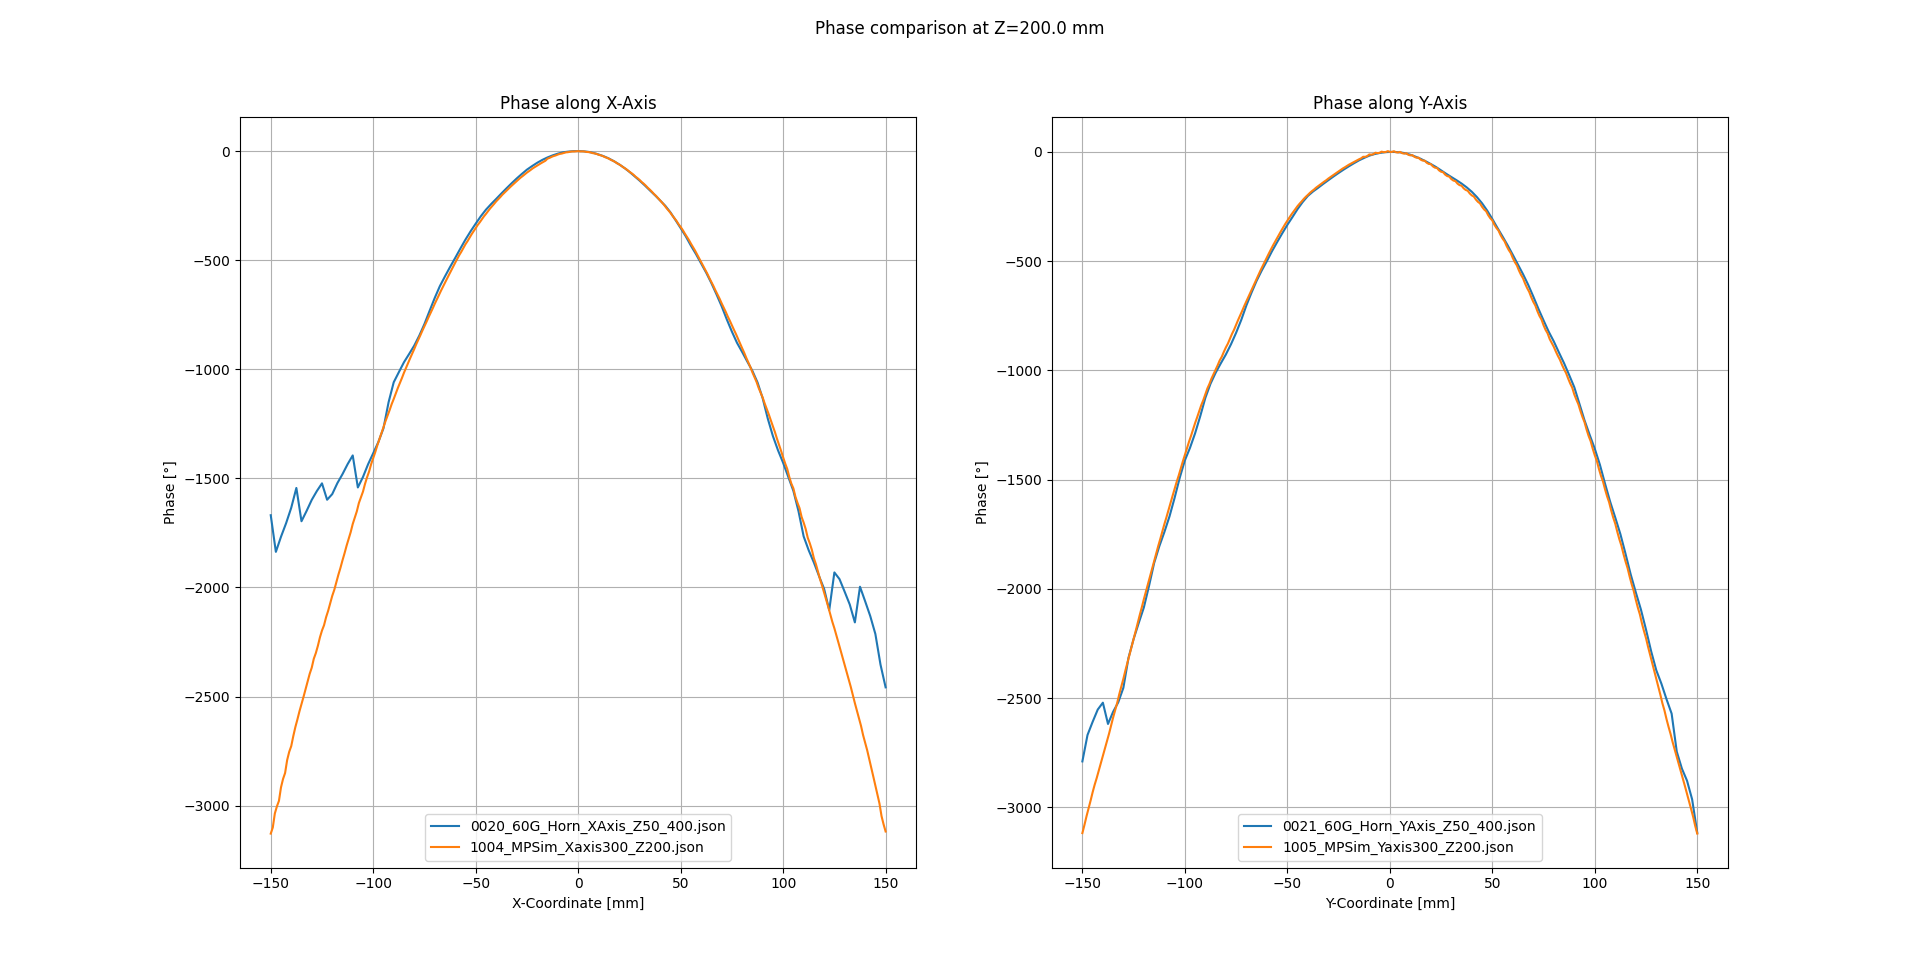 Phase comparison at Z=200.0 mm
Phase along X-Axis
0
−500
−1000
−1500
−2000
−2500
−3000
Phase [°]
−150
−100
−50
0
50
100
150
X-Coordinate [mm]
0020_60G_Horn_XAxis_Z50_400.json
1004_MPSim_Xaxis300_Z200.json
Phase along Y-Axis
0
−500
−1000
−1500
−2000
−2500
−3000
Phase [°]
−150
−100
−50
0
50
100
150
Y-Coordinate [mm]
0021_60G_Horn_YAxis_Z50_400.json
1005_MPSim_Yaxis300_Z200.json